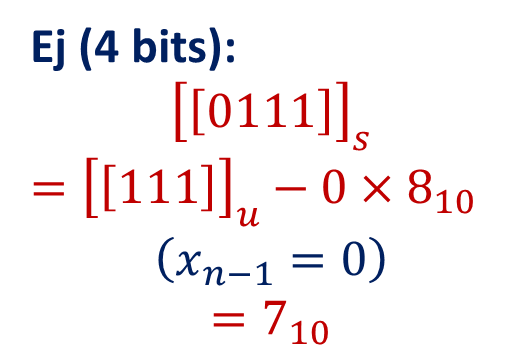 Ej (4 bits):
[[0111]]ₛ
= [[111]]ᵤ − 0 × 8₁₀
(xₙ₋₁ = 0)
= 7₁₀